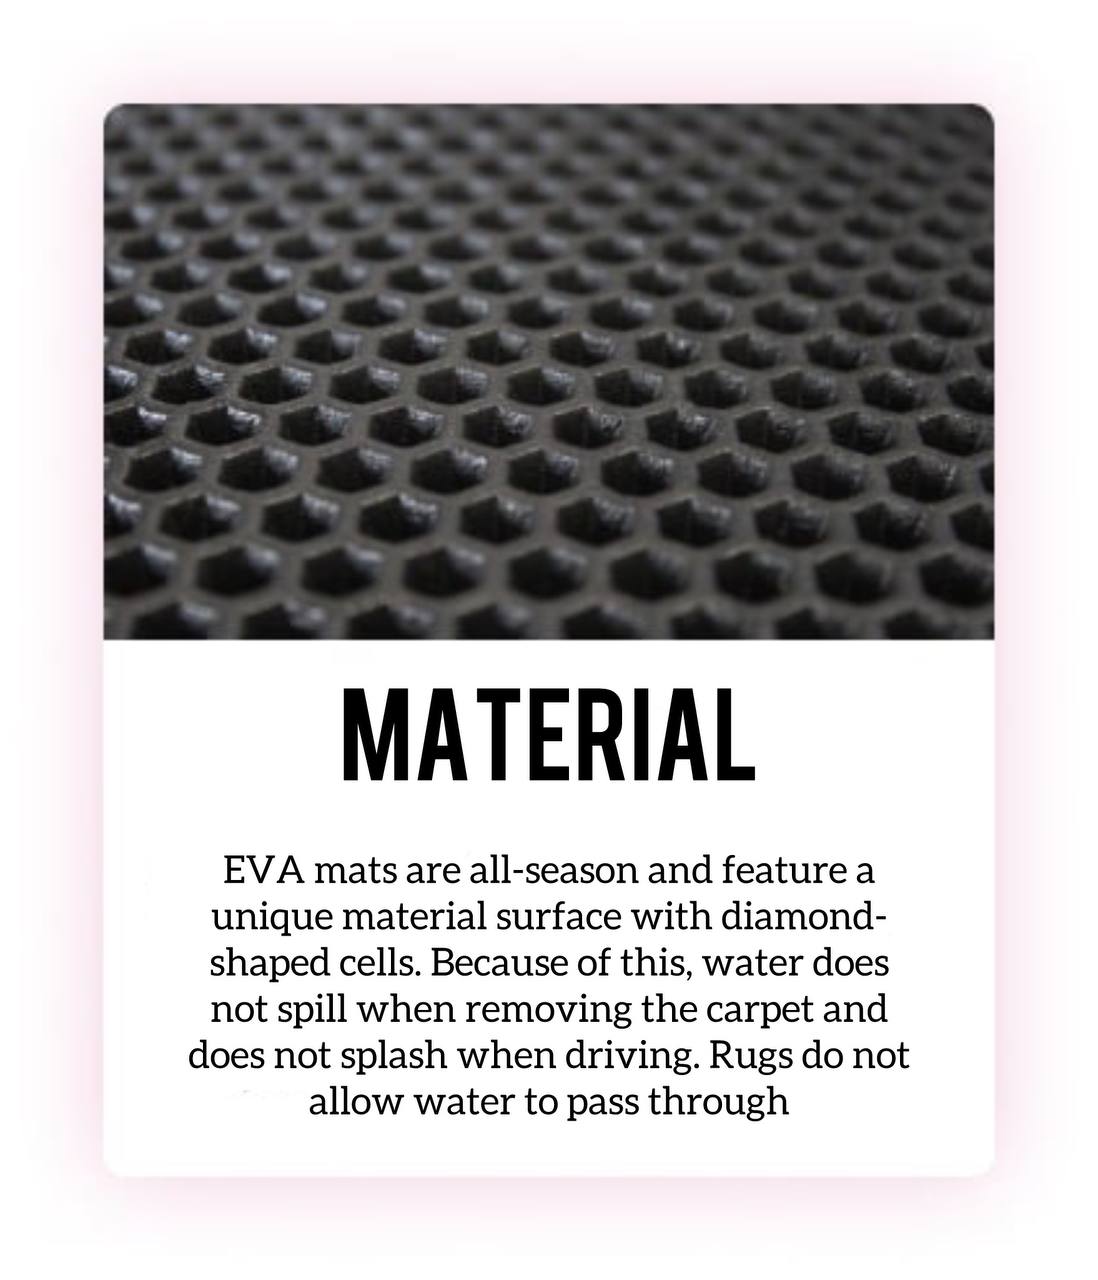 MATERIAL
EVA mats are all-season and feature a
unique material surface with diamond-
shaped cells. Because of this, water does
not spill when removing the carpet and
does not splash when driving. Rugs do not
allow water to pass through